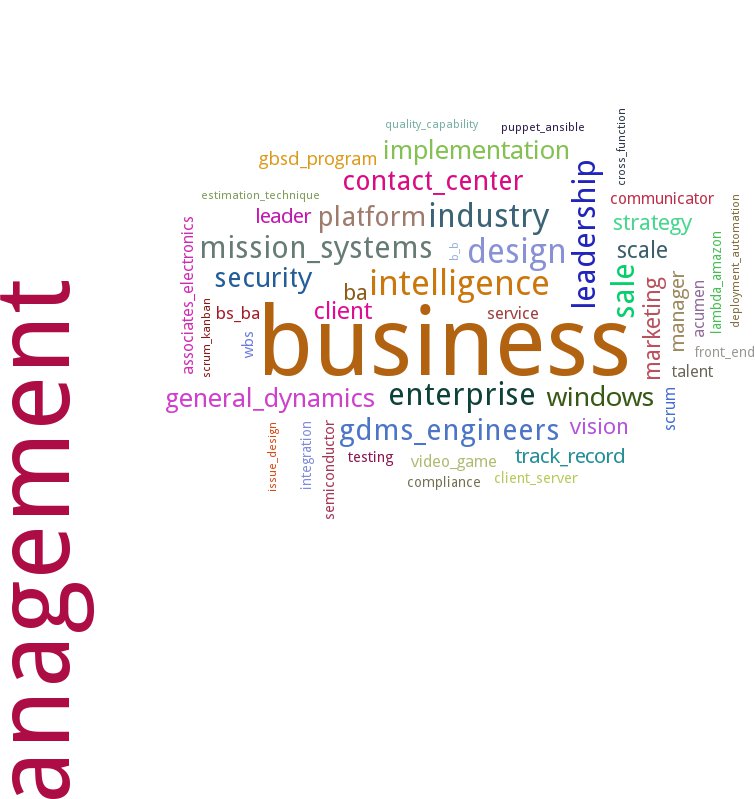 quality_capability
puppet_ansible
cross_function
gbsd_program
implementation
contact_center
leadership
estimation_technique
communicator
deployment_automation
leader
platform
industry
strategy
associates_electronics
mission_systems
b_b
design
scale
lambda_amazon
security
ba
intelligence
sale
marketing
manager
acumen
scrum_kanban
bs_ba
client
service
wbs
business
front_end
talent
anagement
general_dynamics
enterprise
windows
scrum
issue_design
integration
semiconductor
gdms_engineers
vision
testing
video_game
track_record
compliance
client_server